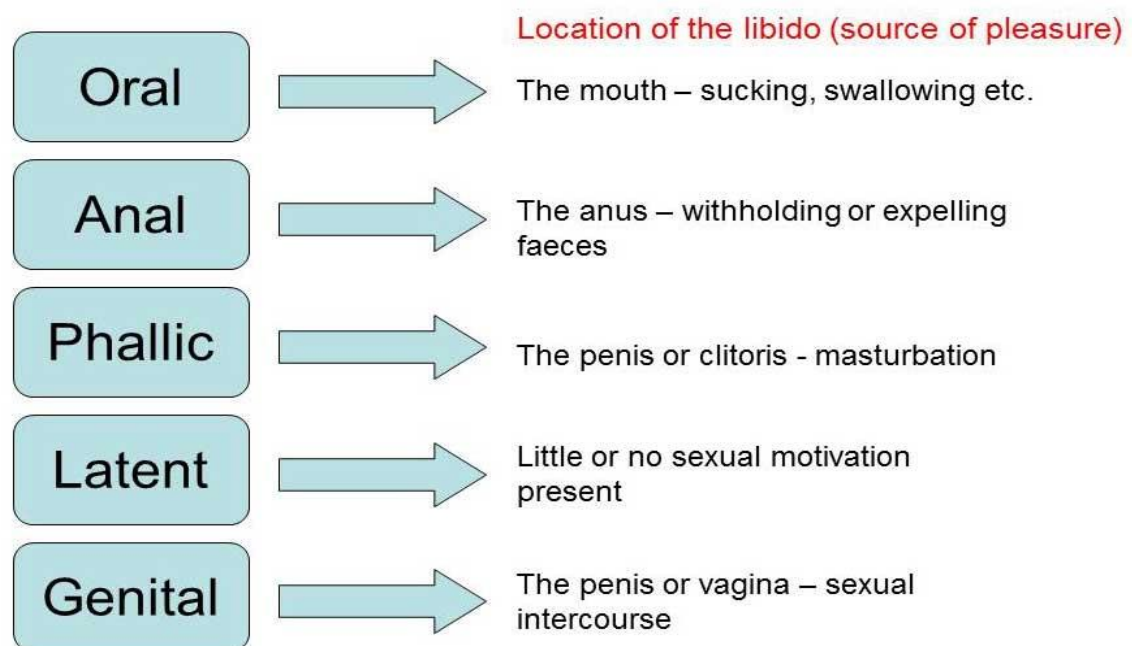 Location of the libido (source of pleasure)
Oral
The mouth – sucking, swallowing etc.
Anal
The anus – withholding or expelling
faeces
Phallic
The penis or clitoris - masturbation
Latent
Little or no sexual motivation
present
Genital
The penis or vagina – sexual
intercourse